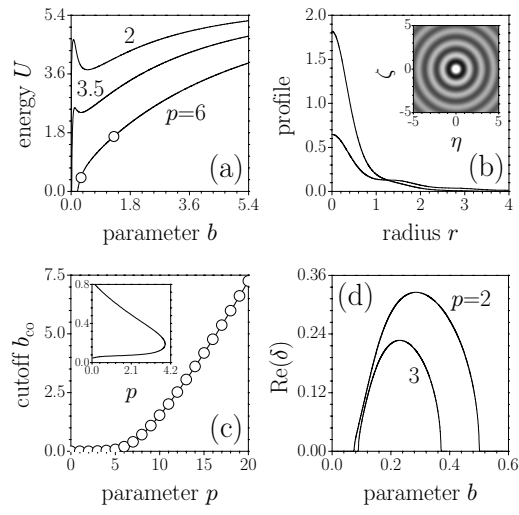 energy U
5.4
3.6
1.8
0.0
2
3.5
p=6
(a)
0.0 1.8 3.6 5.4
parameter b
profile
2.0
1.5
1.0
0.5
0.0
ζ
5
0
-5
-5 0 5
η
(b)
0 1 2 3 4
radius r
cutoff b_co
7.5
5.0
2.5
0.0
0.8
0.4
0.0
0.0 2.1 4.2
p
(c)
0 5 10 15 20
parameter p
Re(δ)
0.36
0.24
0.12
0.00
(d)
p=2
3
0.0 0.2 0.4 0.6
parameter b